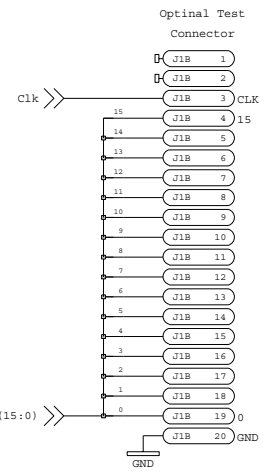 Optinal Test
Connector
J1B 1
J1B 2
Clk J1B 3 CLK
15 J1B 4 15
14 J1B 5
13 J1B 6
12 J1B 7
11 J1B 8
10 J1B 9
9 J1B 10
8 J1B 11
7 J1B 12
6 J1B 13
5 J1B 14
4 J1B 15
3 J1B 16
2 J1B 17
1 J1B 18
(15:0) 0 J1B 19 0
J1B 20 GND
GND